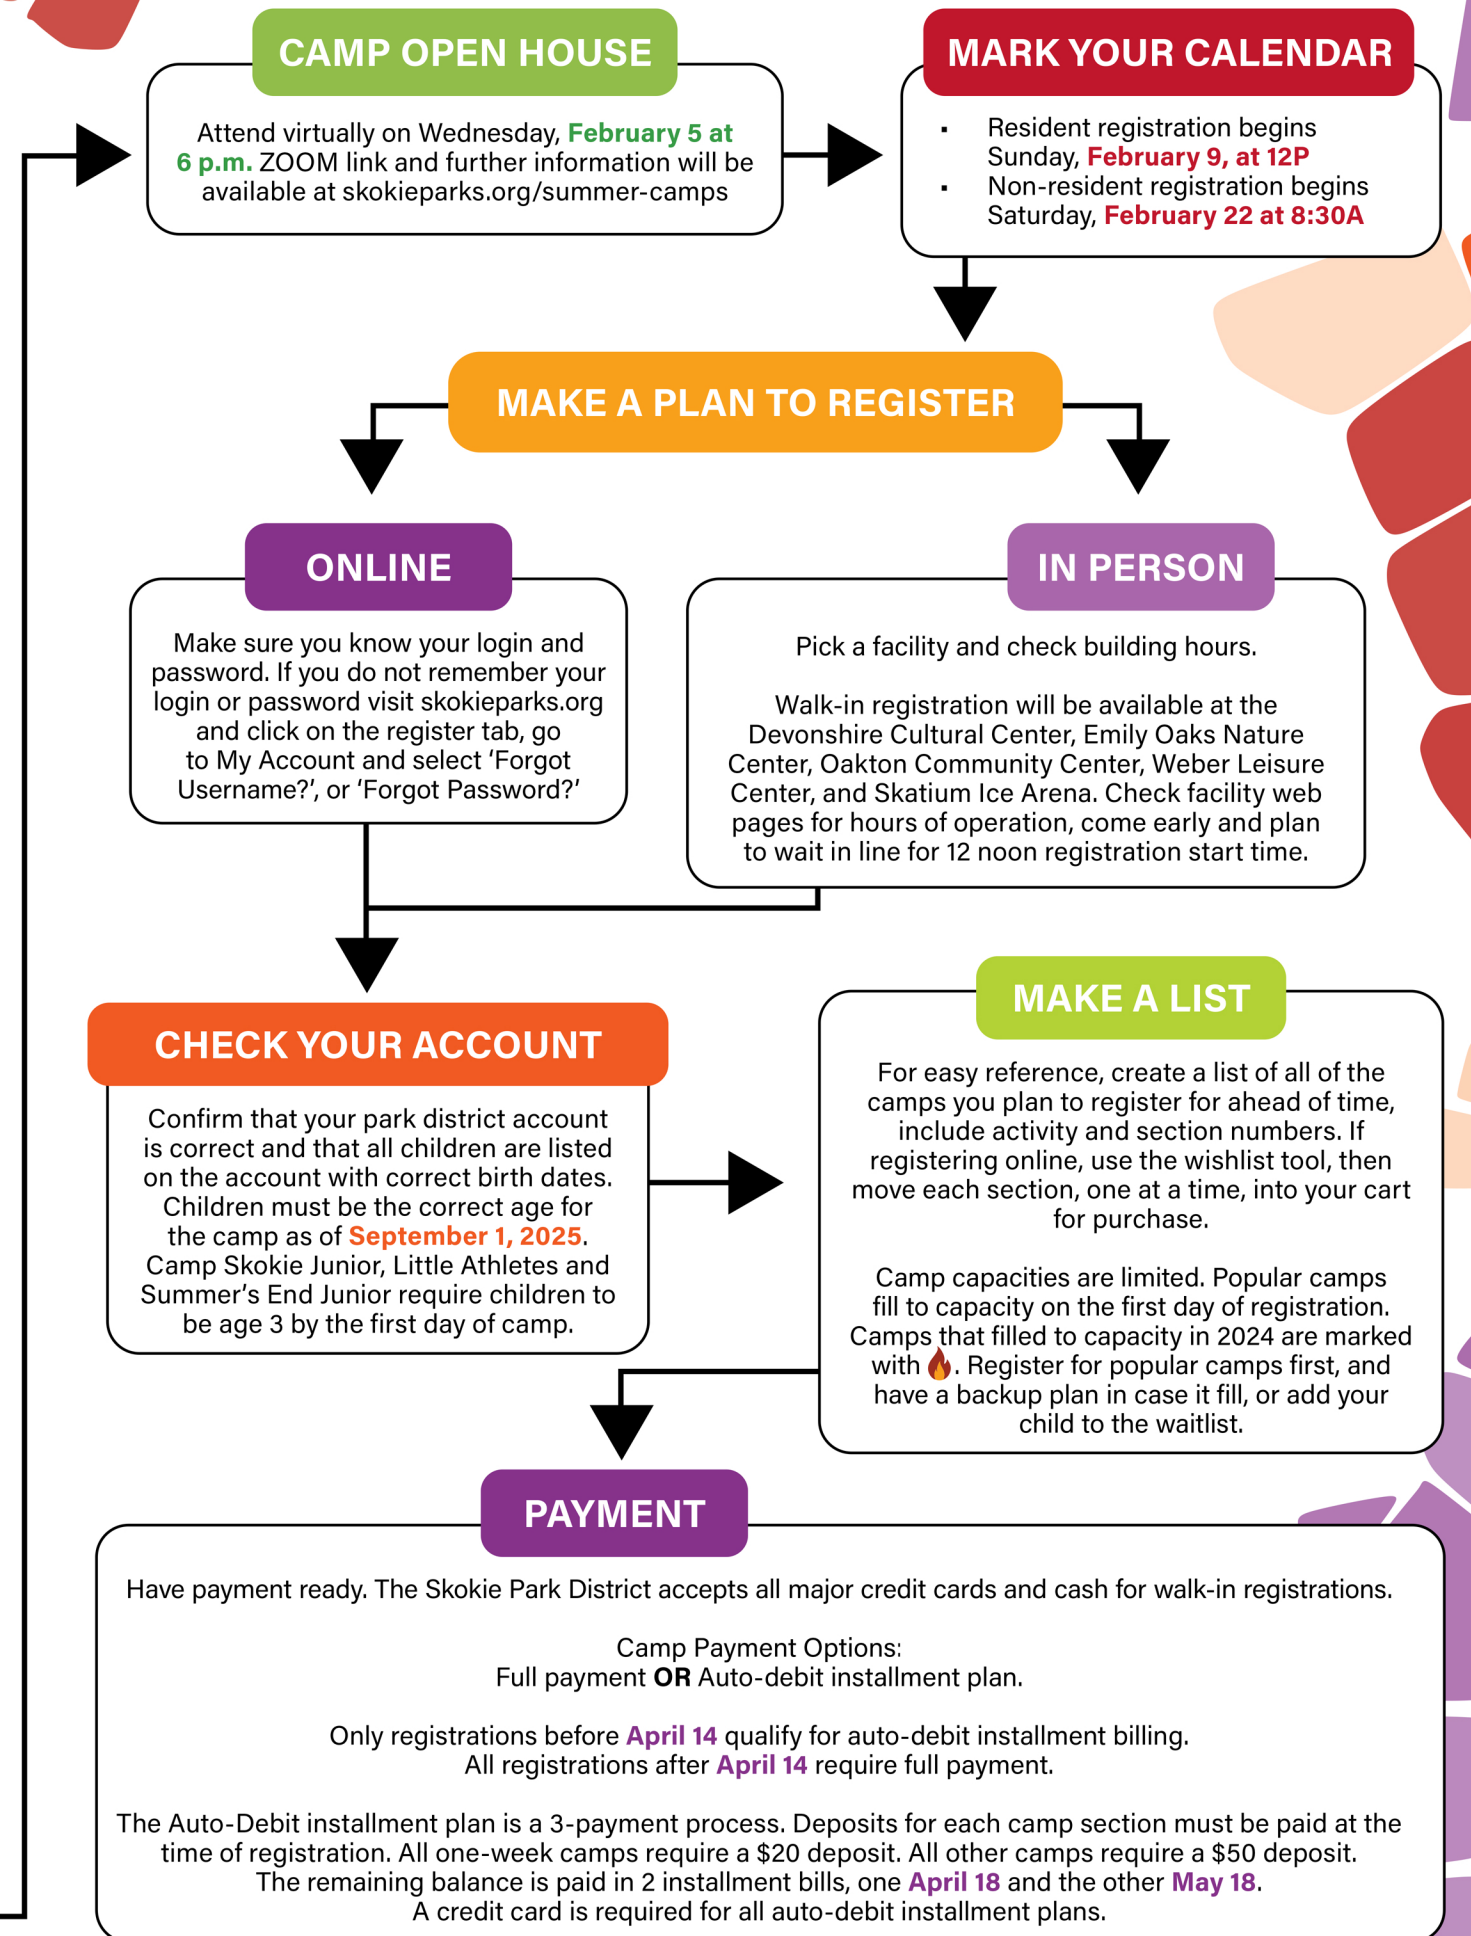 CAMP OPEN HOUSE
Attend virtually on Wednesday, February 5 at
6 p.m. ZOOM link and further information will be
available at skokieparks.org/summer-camps
MARK YOUR CALENDAR
▪ Resident registration begins
Sunday, February 9, at 12P
▪ Non-resident registration begins
Saturday, February 22 at 8:30A
MAKE A PLAN TO REGISTER
ONLINE
Make sure you know your login and
password. If you do not remember your
login or password visit skokieparks.org
and click on the register tab, go
to My Account and select ‘Forgot
Username?’, or ‘Forgot Password?’
IN PERSON
Pick a facility and check building hours.
Walk-in registration will be available at the
Devonshire Cultural Center, Emily Oaks Nature
Center, Oakton Community Center, Weber Leisure
Center, and Skatium Ice Arena. Check facility web
pages for hours of operation, come early and plan
to wait in line for 12 noon registration start time.
CHECK YOUR ACCOUNT
Confirm that your park district account
is correct and that all children are listed
on the account with correct birth dates.
Children must be the correct age for
the camp as of September 1, 2025.
Camp Skokie Junior, Little Athletes and
Summer’s End Junior require children to
be age 3 by the first day of camp.
MAKE A LIST
For easy reference, create a list of all of the
camps you plan to register for ahead of time,
include activity and section numbers. If
registering online, use the wishlist tool, then
move each section, one at a time, into your cart
for purchase.
Camp capacities are limited. Popular camps
fill to capacity on the first day of registration.
Camps that filled to capacity in 2024 are marked
with 🔥. Register for popular camps first, and
have a backup plan in case it fill, or add your
child to the waitlist.
PAYMENT
Have payment ready. The Skokie Park District accepts all major credit cards and cash for walk-in registrations.
Camp Payment Options:
Full payment OR Auto-debit installment plan.
Only registrations before April 14 qualify for auto-debit installment billing.
All registrations after April 14 require full payment.
The Auto-Debit installment plan is a 3-payment process. Deposits for each camp section must be paid at the
time of registration. All one-week camps require a $20 deposit. All other camps require a $50 deposit.
The remaining balance is paid in 2 installment bills, one April 18 and the other May 18.
A credit card is required for all auto-debit installment plans.